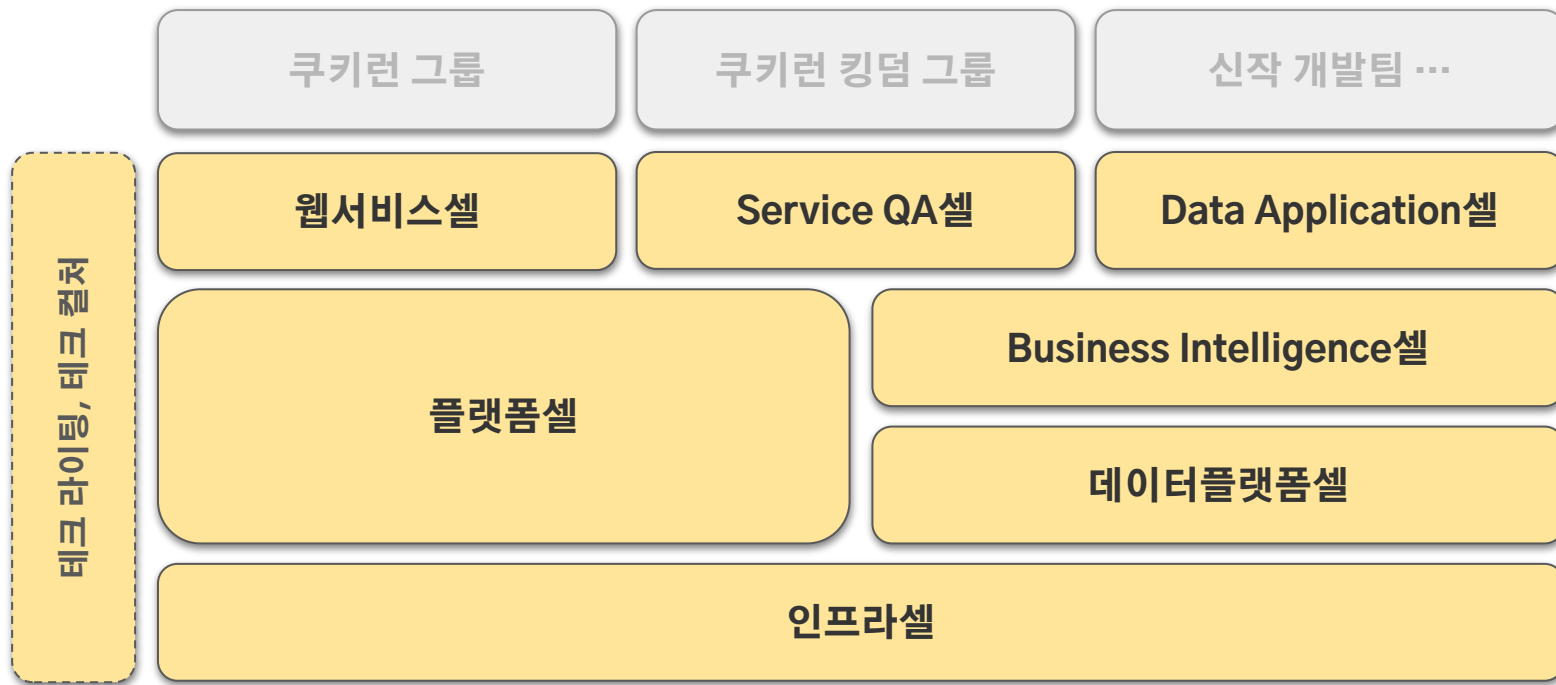 쿠키런 그룹
쿠키런 킹덤 그룹
신작 개발팀 …
테크 라이팅, 테크 컬처
웹서비스셀
Service QA셀
Data Application셀
플랫폼셀
Business Intelligence셀
데이터플랫폼셀
인프라셀